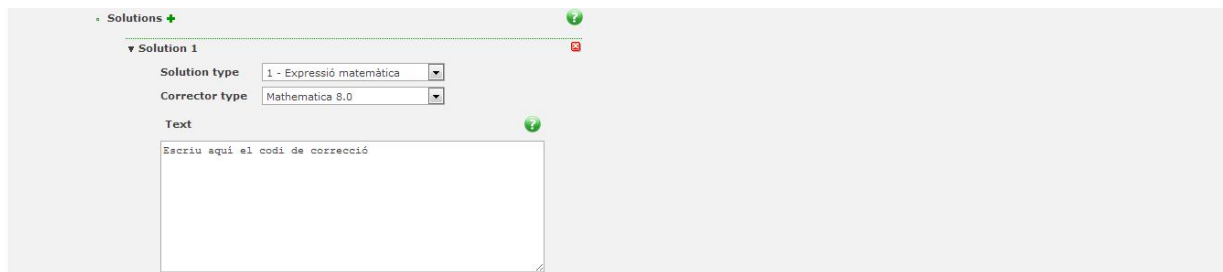 Solutions
Solution 1
Solution type 1 - Expressió matemàtica
Corrector type Mathematica 8.0
Text
Escriu aquí el codi de correcció